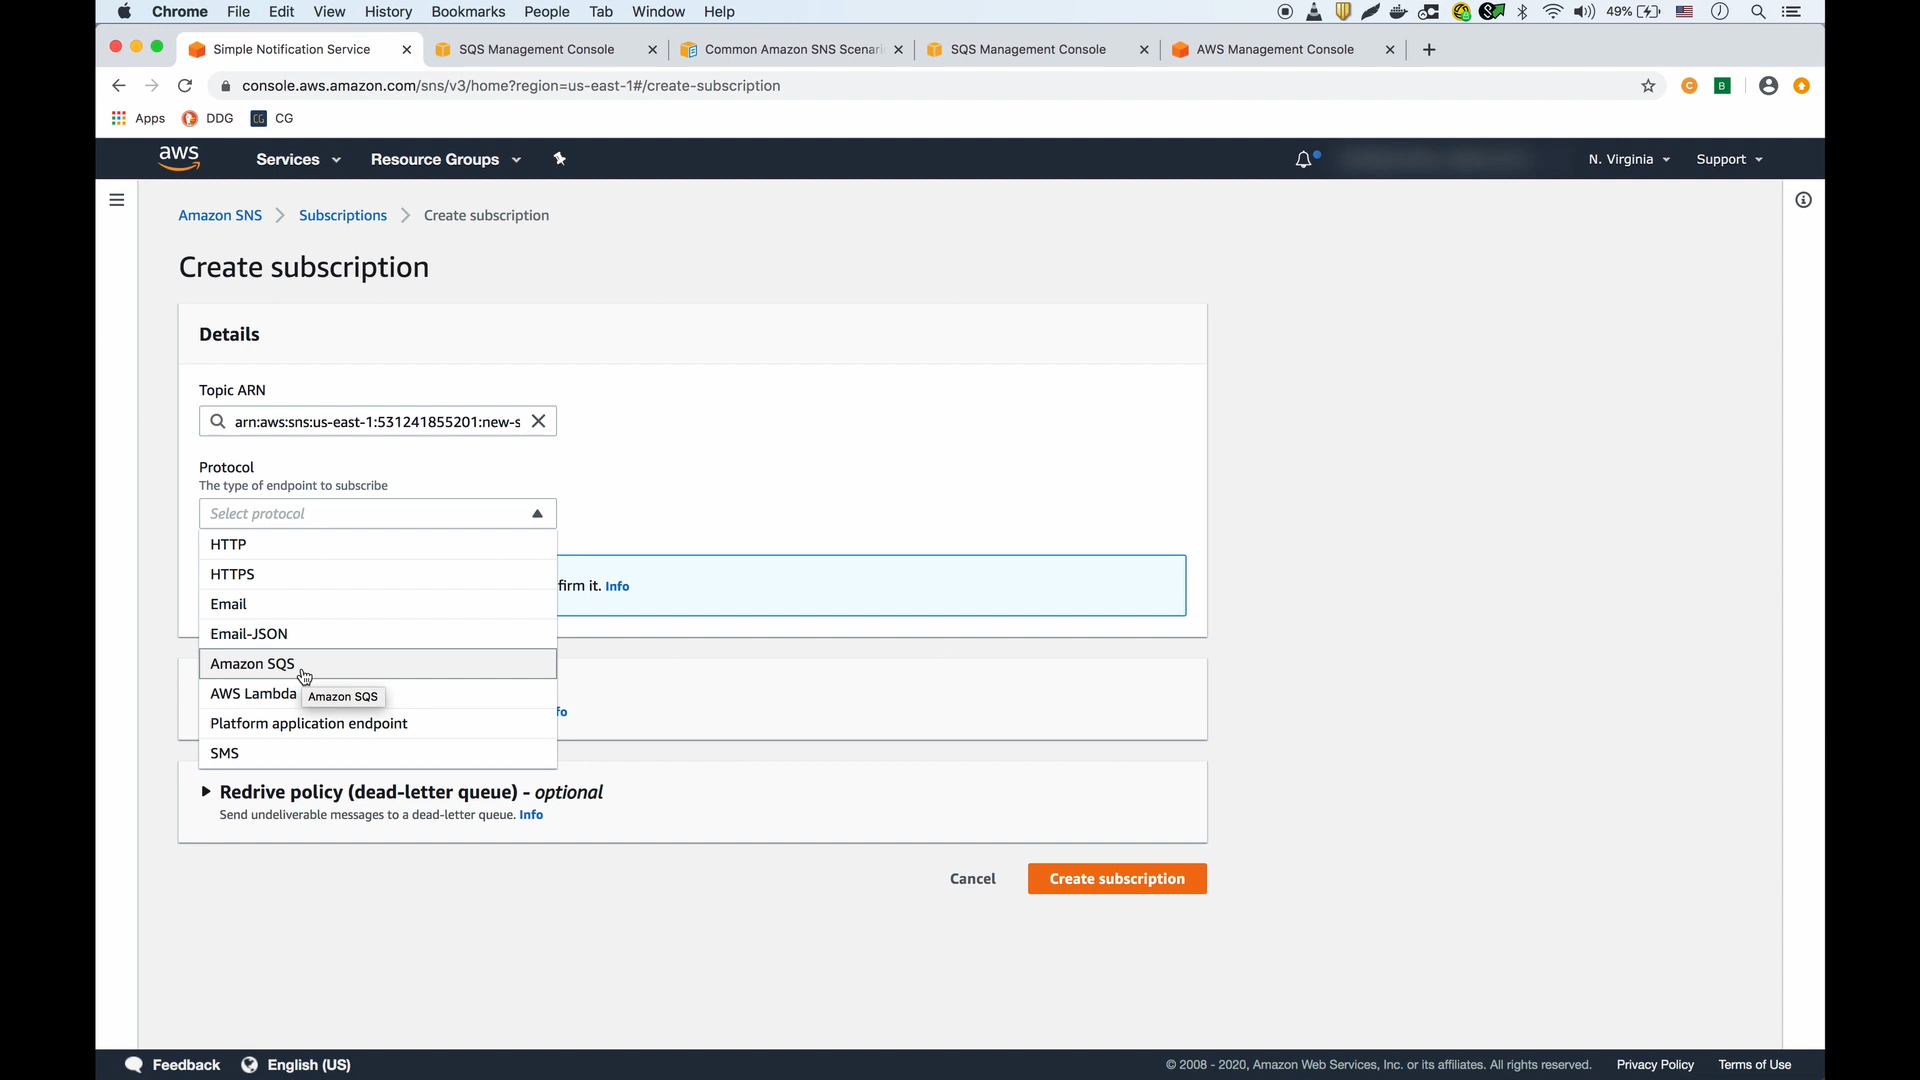 Chrome File Edit View History Bookmarks People Tab Window Help 49%
Simple Notification Service SQS Management Console Common Amazon SNS Scenari SQS Management Console AWS Management Console
console.aws.amazon.com/sns/v3/home?region=us-east-1#/create-subscription
Apps DDG CG CG
aws Services Resource Groups N. Virginia Support
Amazon SNS Subscriptions Create subscription
Create subscription
Details
Topic ARN
arn:aws:sns:us-east-1:531241855201:new-s
Protocol
The type of endpoint to subscribe
Select protocol
HTTP
HTTPS
firm it. Info
Email
Email-JSON
Amazon SQS
AWS Lambda
Amazon SQS
fo
Platform application endpoint
SMS
Redrive policy (dead-letter queue) - optional
Send undeliverable messages to a dead-letter queue. Info
Cancel Create subscription
Feedback English (US) © 2008 - 2020, Amazon Web Services, Inc. or its affiliates. All rights reserved. Privacy Policy Terms of Use